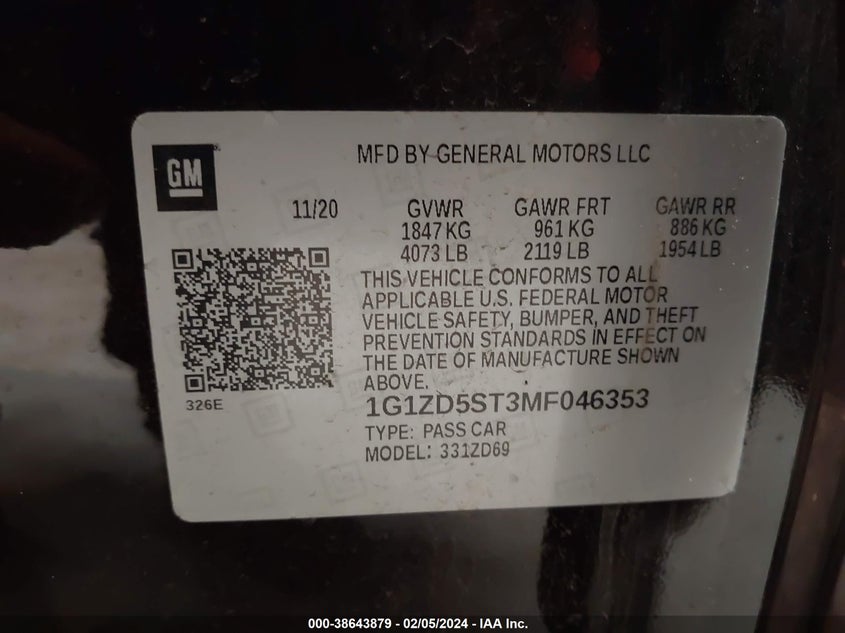 GM
MFD BY GENERAL MOTORS LLC
11/20 GVWR GAWR FRT GAWR RR
1847 KG 961 KG 886 KG
4073 LB 2119 LB 1954 LB
THIS VEHICLE CONFORMS TO ALL
APPLICABLE U.S. FEDERAL MOTOR
VEHICLE SAFETY, BUMPER, AND THEFT
PREVENTION STANDARDS IN EFFECT ON
THE DATE OF MANUFACTURE SHOWN
ABOVE.
326E
1G1ZD5ST3MF046353
TYPE: PASS CAR
MODEL: 331ZD69
000-38643879 - 02/05/2024 - IAA Inc.